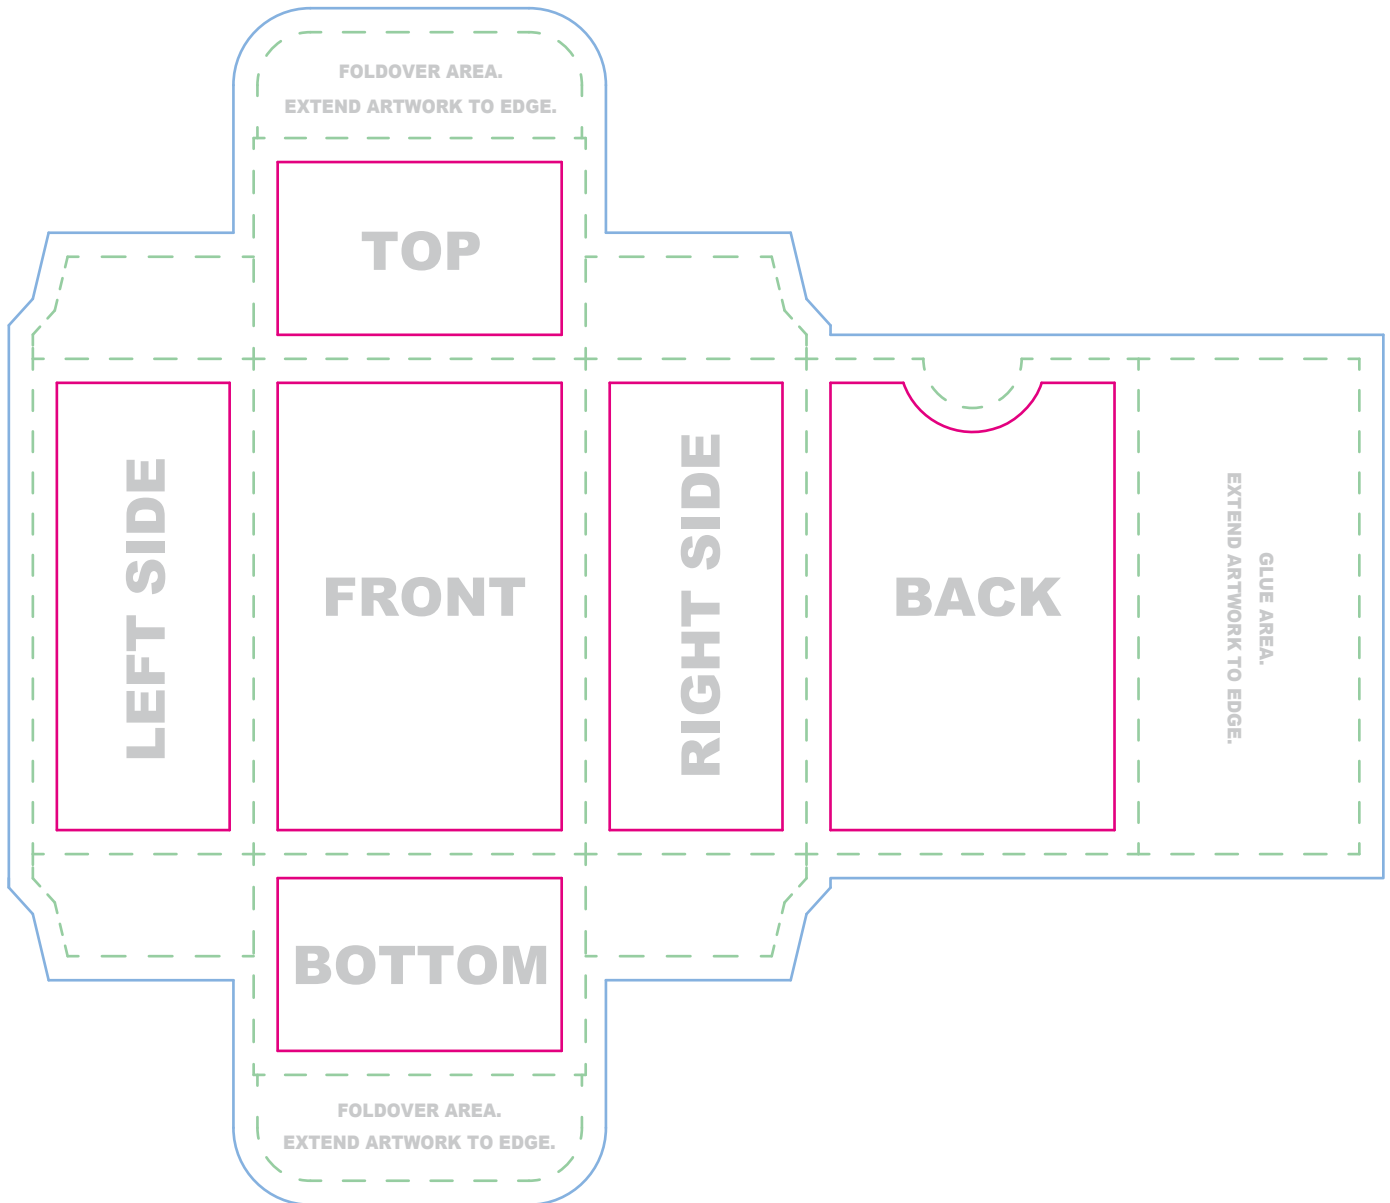 FOLDOVER AREA.
EXTEND ARTWORK TO EDGE.
TOP
LEFT SIDE
FRONT
RIGHT SIDE
BACK
GLUE AREA.
EXTEND ARTWORK TO EDGE.
BOTTOM
FOLDOVER AREA.
EXTEND ARTWORK TO EDGE.